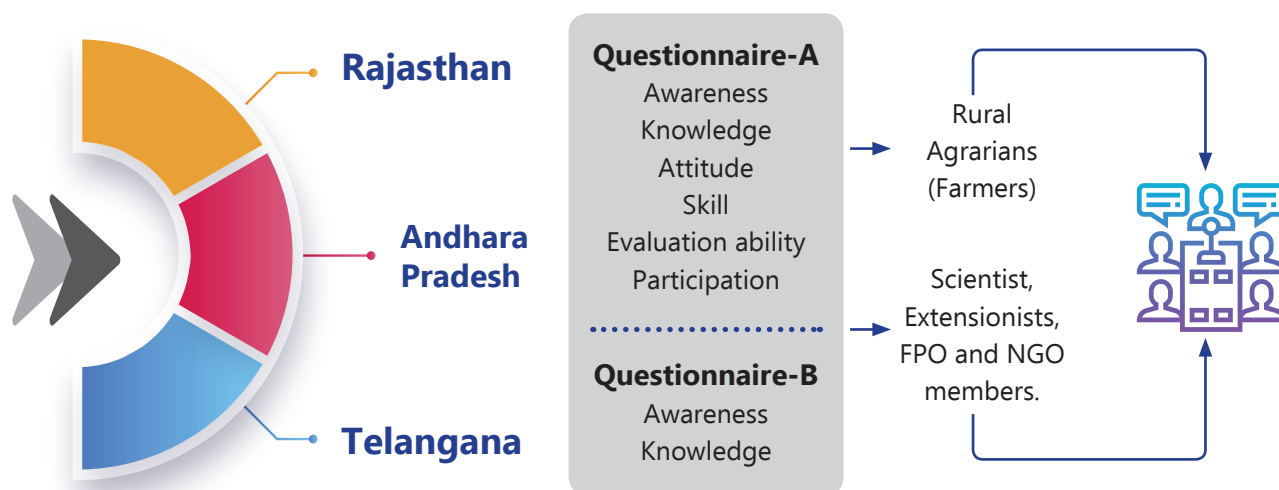 Rajasthan
Andhara
Pradesh
Telangana
Questionnaire-A
Awareness
Knowledge
Attitude
Skill
Evaluation ability
Participation
Questionnaire-B
Awareness
Knowledge
Rural
Agrarians
(Farmers)
Scientist,
Extensionists,
FPO and NGO
members.